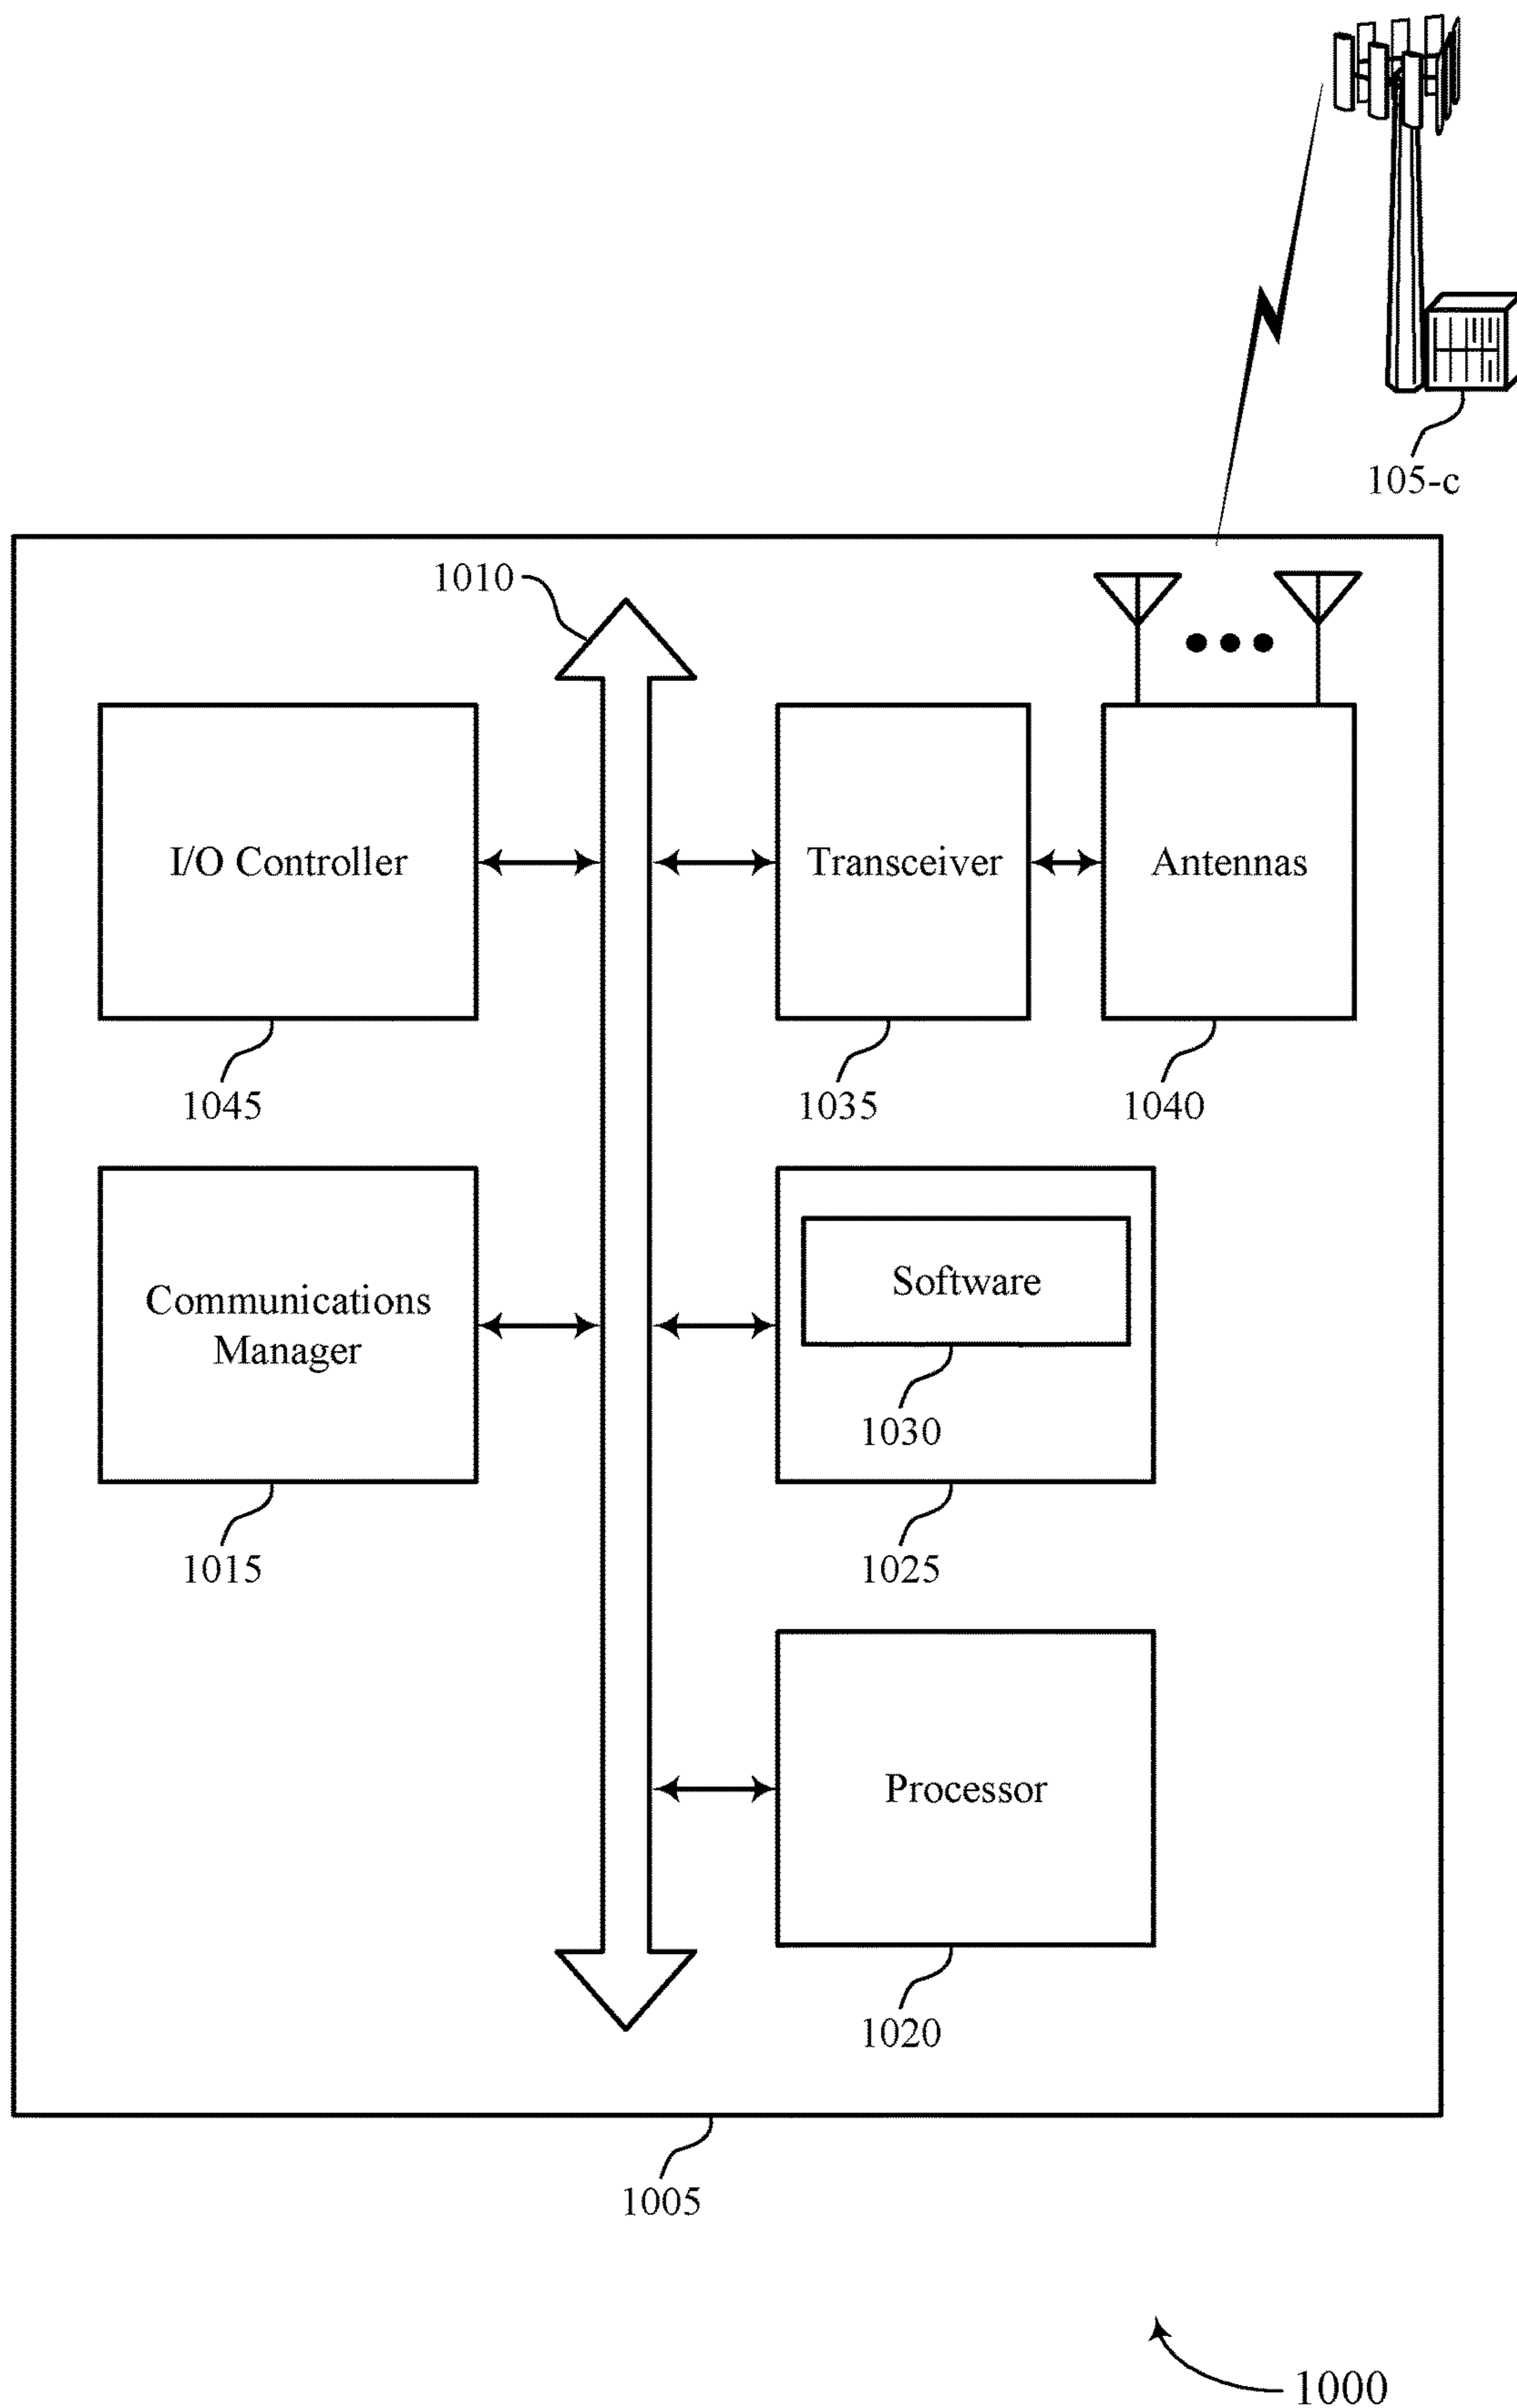 105-c
1010
I/O Controller
Transceiver
Antennas
1045
1035
1040
Communications
Manager
Software
1030
1015
1025
Processor
1020
1005
1000